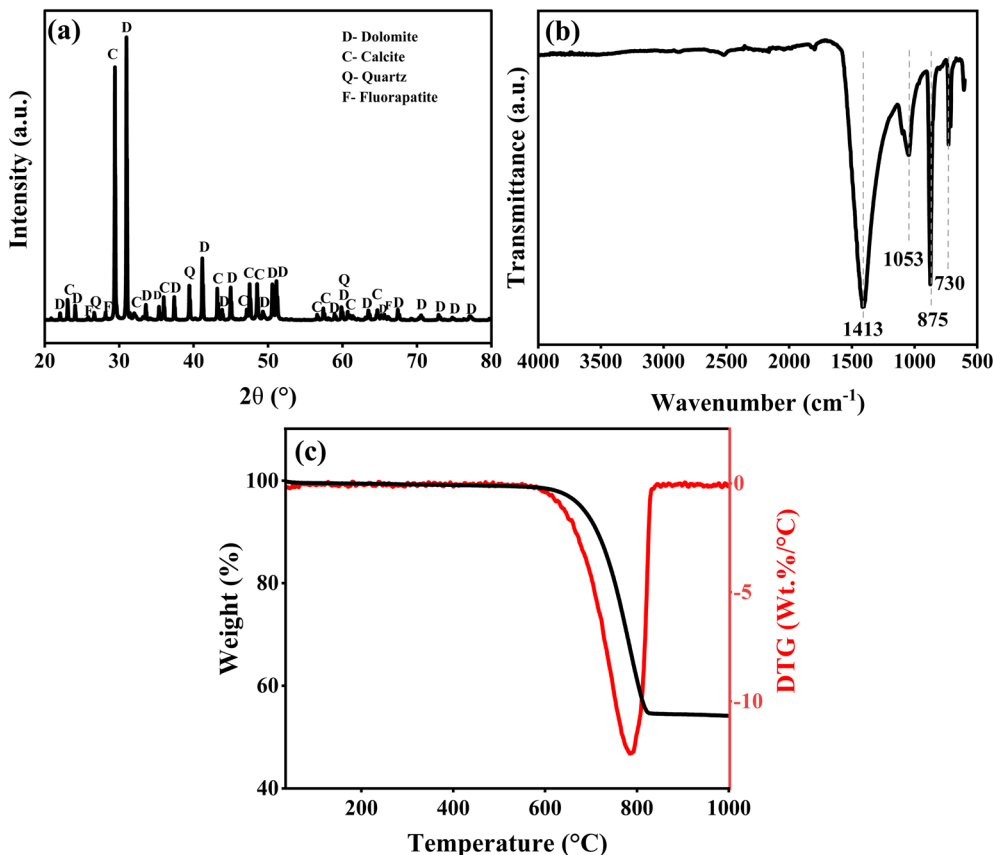 (a)
D- Dolomite
C- Calcite
Q- Quartz
F- Fluorapatite
D
C
D
C
D
F
Q
F
C
D
D
C
D
Q
D
C
D
D
C
C
C
D
D
D
C
C
D
Q
D
C
D
C
D
F
D
D
D
D
D
Intensity (a.u.)
20 30 40 50 60 70 80
2θ (°)
(b)
1413
1053
875
730
Transmittance (a.u.)
4000 3500 3000 2500 2000 1500 1000 500
Wavenumber (cm-1)
(c)
100
80
60
40
Weight (%)
0
-5
-10
DTG (Wt.%/°C)
200 400 600 800 1000
Temperature (°C)